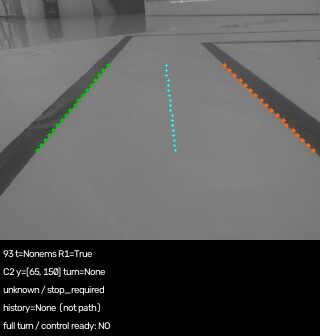 93 t=Nonems R1=True
C2 y=[65, 150] turn=None
unknown / stop_required
history=None (not path)
full turn / control ready: NO